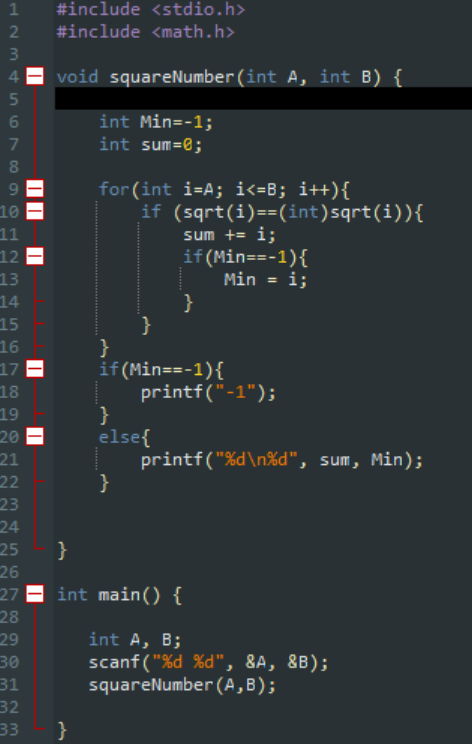 1 #include <stdio.h>
2 #include <math.h>
3
4 void squareNumber(int A, int B) {
5
6     int Min=-1;
7     int sum=0;
8
9     for(int i=A; i<=B; i++){
10         if (sqrt(i)==(int)sqrt(i)){
11             sum += i;
12             if(Min==-1){
13                 Min = i;
14             }
15         }
16     }
17     if(Min==-1){
18         printf("-1");
19     }
20     else{
21         printf("%d\n%d", sum, Min);
22     }
23
24
25 }
26
27 int main() {
28
29    int A, B;
30    scanf("%d %d", &A, &B);
31    squareNumber(A,B);
32
33 }